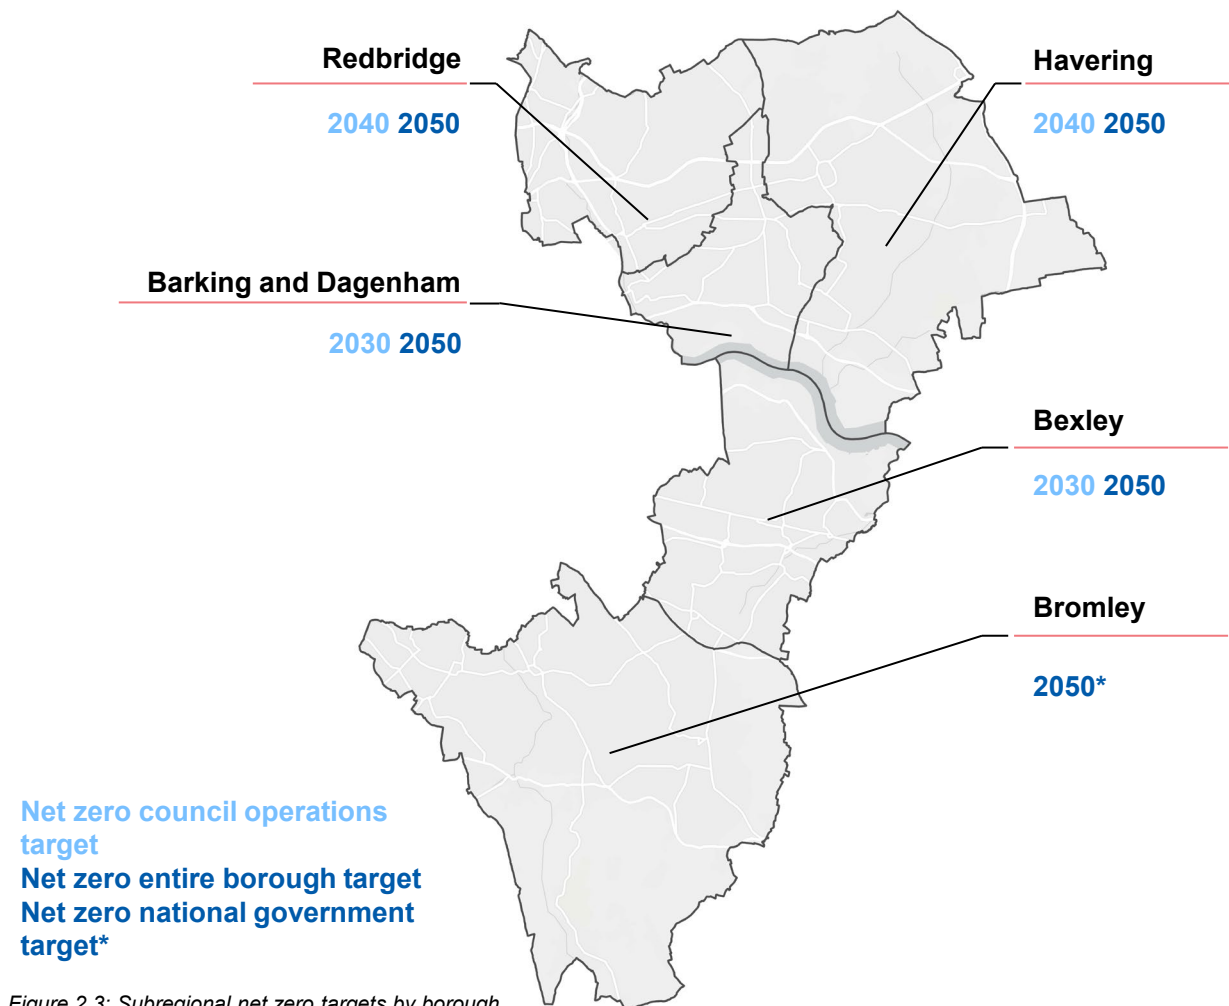 Redbridge
2040 2050
Havering
2040 2050
Barking and Dagenham
2030 2050
Bexley
2030 2050
Bromley
2050*
Net zero council operations
target
Net zero entire borough target
Net zero national government
target*
Figure 2.3: Subregional net zero targets by borough